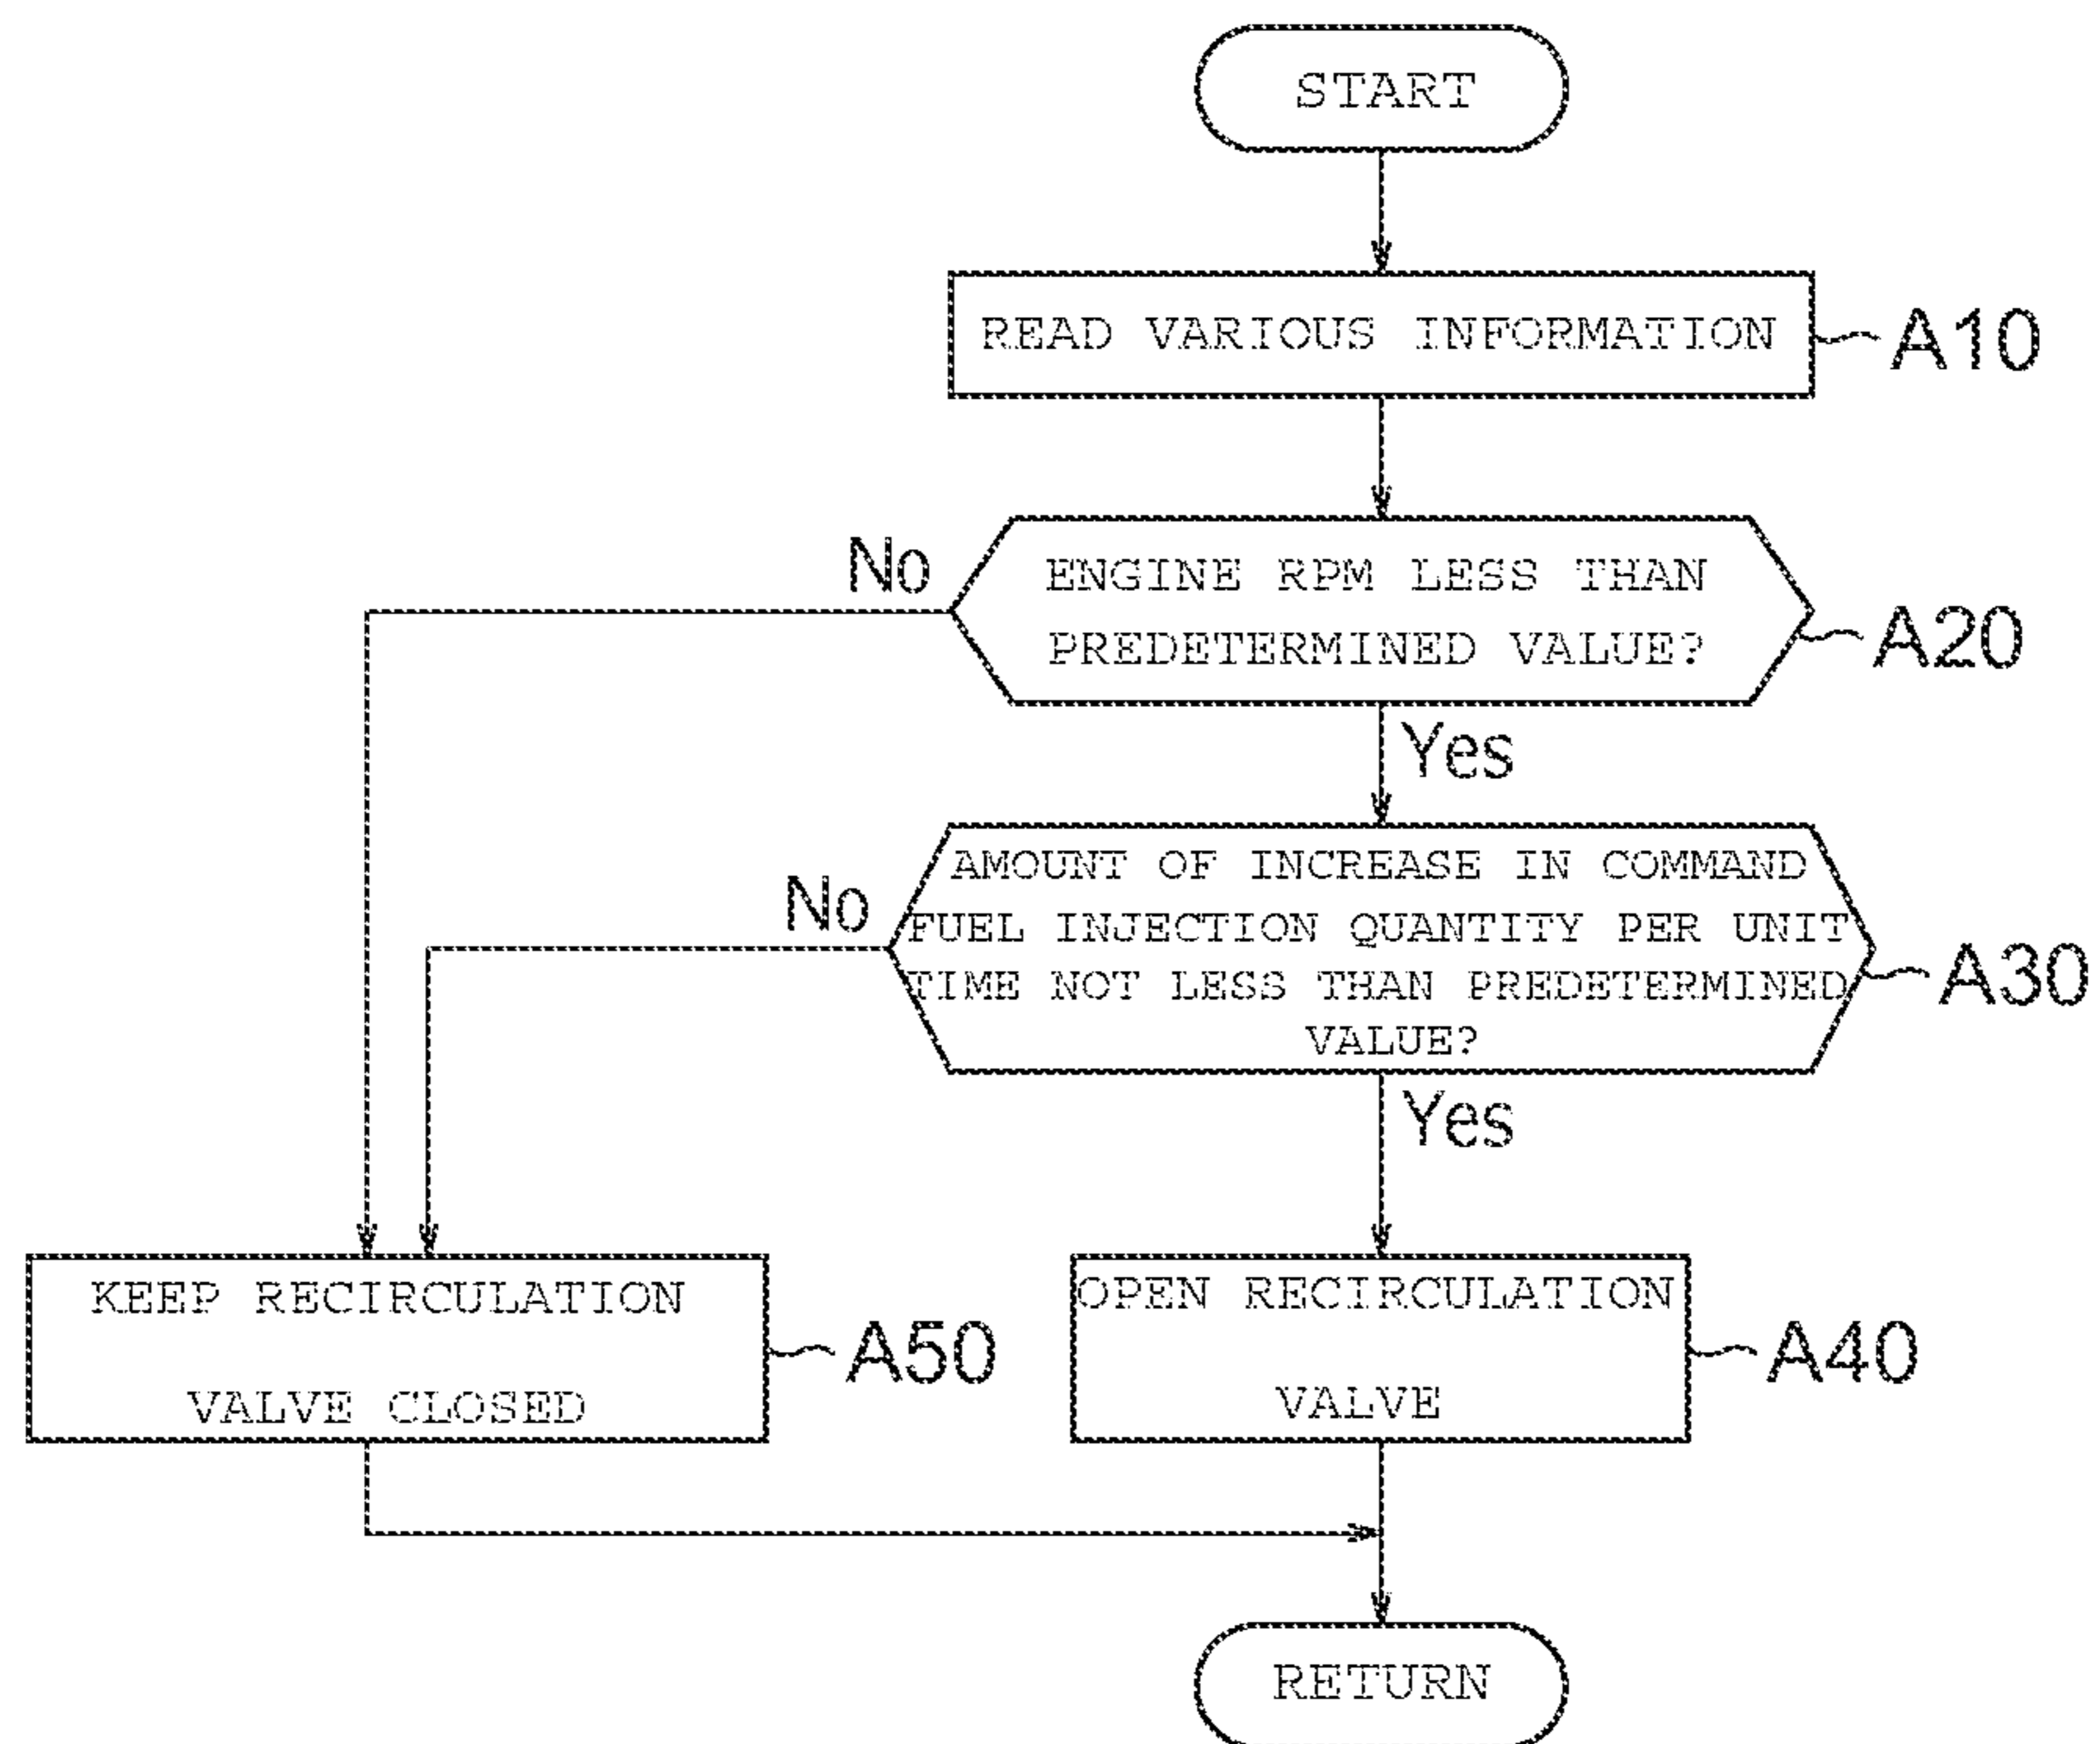 START
READ VARIOUS INFORMATION
A10
No
ENGINE RPM LESS THAN
PREDETERMINED VALUE?
A20
Yes
No
AMOUNT OF INCREASE IN COMMAND
FUEL INJECTION QUANTITY PER UNIT
TIME NOT LESS THAN PREDETERMINED
VALUE?
A30
Yes
KEEP RECIRCULATION
VALVE CLOSED
A50
OPEN RECIRCULATION
VALVE
A40
RETURN